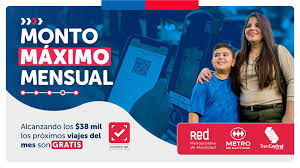 MONTO
MÁXIMO
MENSUAL
Alcanzando los $38 mil
los próximos viajes del
mes son GRATIS
Red
Metropolitana
de Movilidad
METRO
DE SANTIAGO
TrenCentral